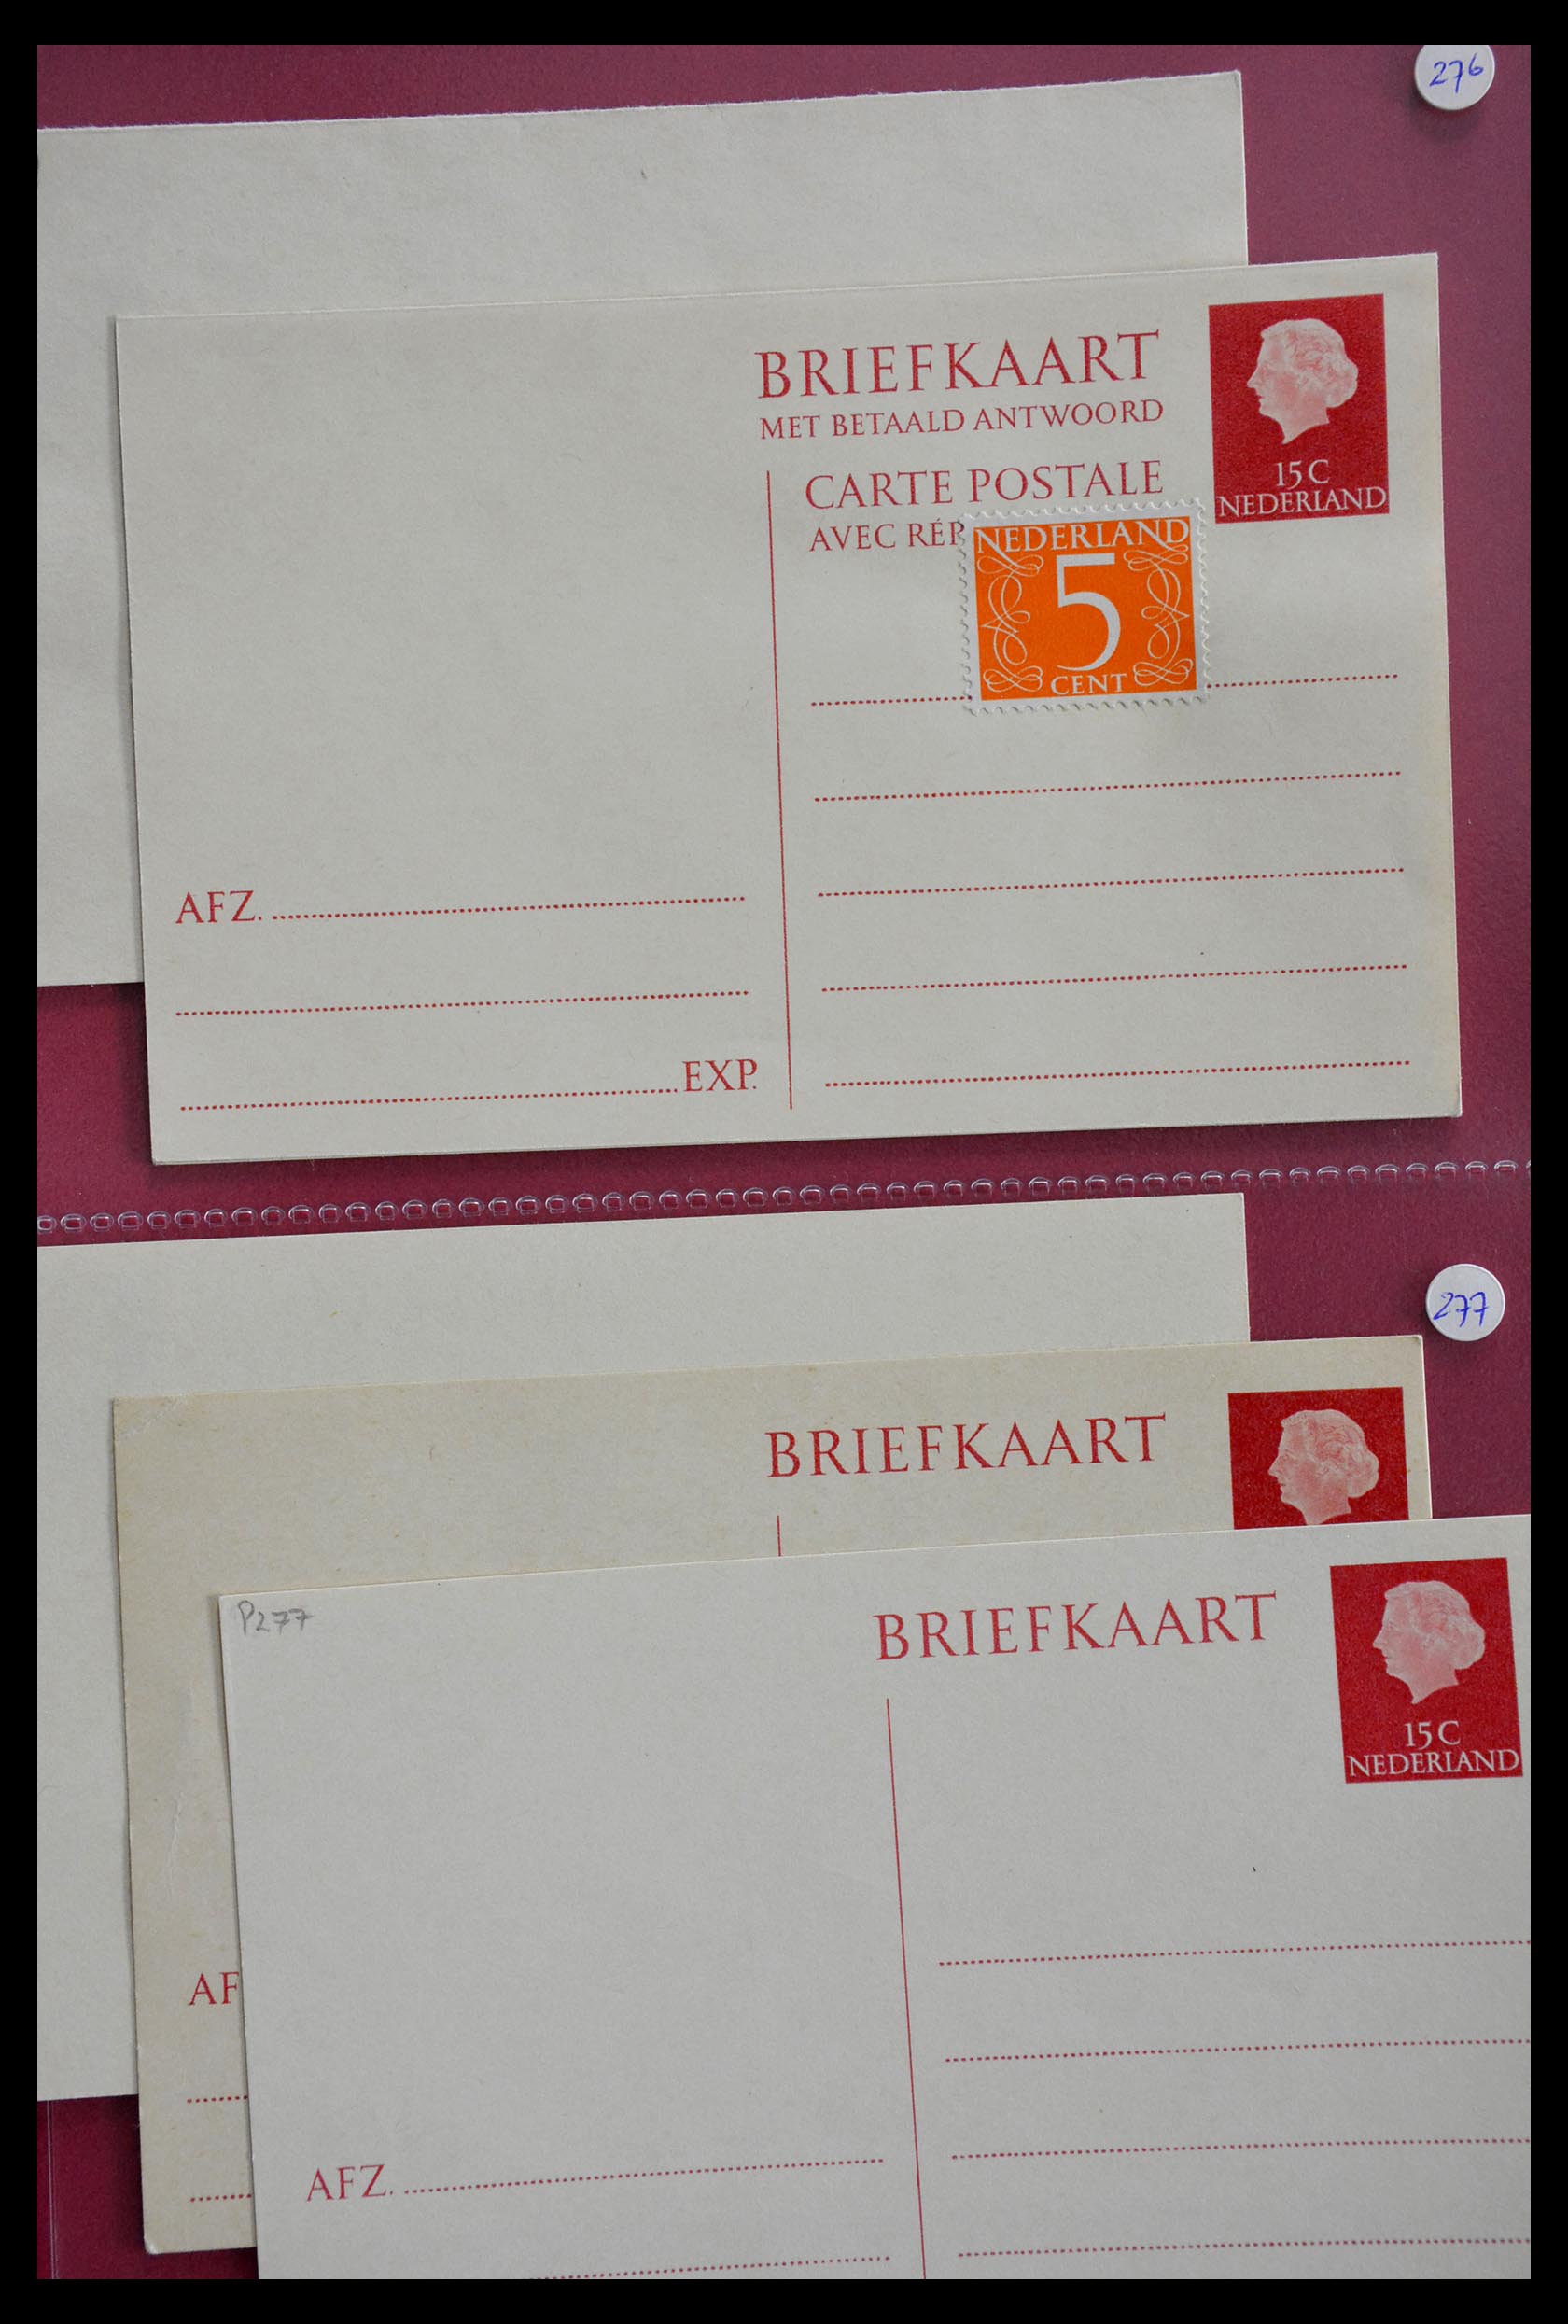 276
BRIEFKAART
MET BETAALD ANTWOORD
15 C
NEDERLAND
CARTE POSTALE
AVEC RÉP
NEDERLAND
5
CENT
AFZ.
EXP.
277
BRIEFKAART
P277
BRIEFKAART
15 C
NEDERLAND
AF
AFZ.